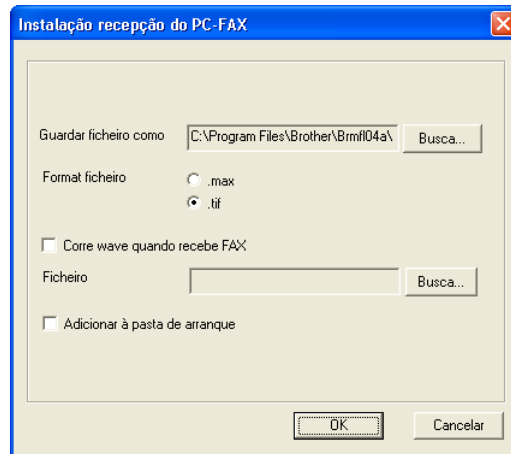 Instalação recepção do PC-FAX
Guardar ficheiro como C:\Program Files\Brother\Brmfl04a\ Busca...
Format ficheiro .max
.tif
Corre wave quando recebe FAX
Ficheiro Busca...
Adicionar à pasta de arranque
OK Cancelar